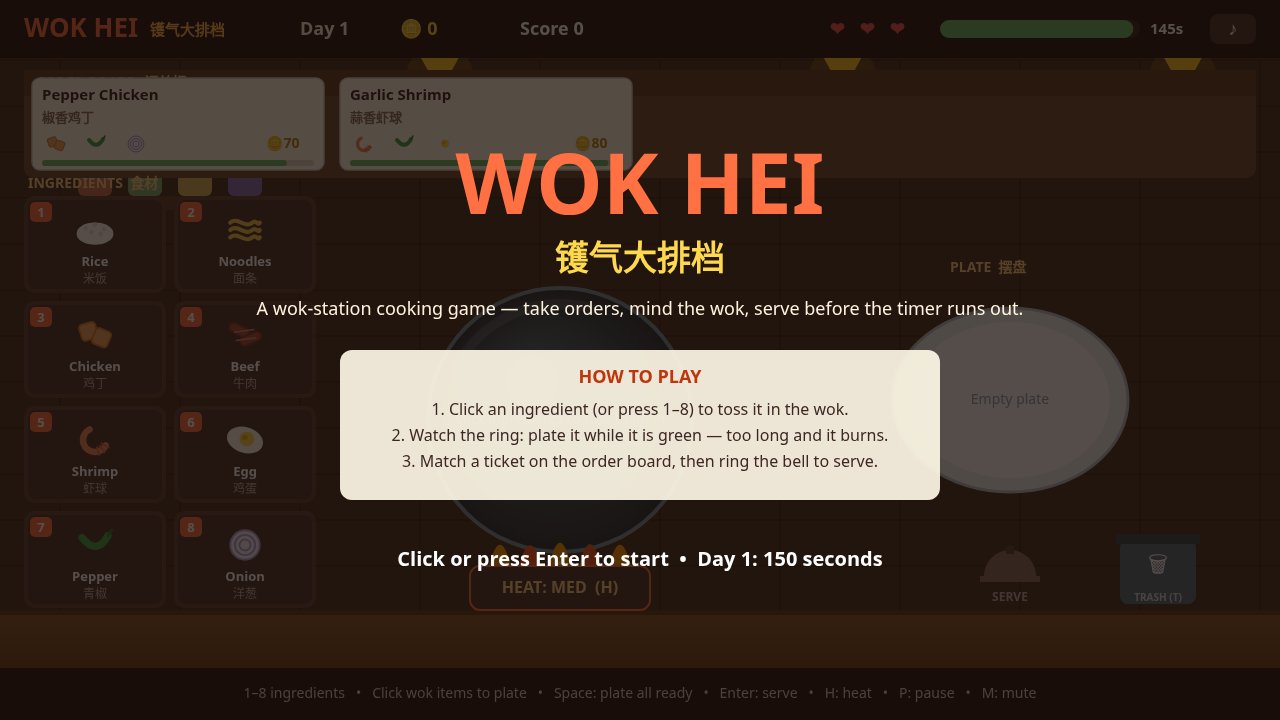 WOK HEI 镬气大排档
Day 1
0
Score 0
145s
Pepper Chicken
椒香鸡丁
70
Garlic Shrimp
蒜香虾球
80
WOK HEI
镬气大排档
A wok-station cooking game — take orders, mind the wok, serve before the timer runs out.
INGREDIENTS 食材
1
Rice
米饭
2
Noodles
面条
3
Chicken
鸡丁
4
Beef
牛肉
5
Shrimp
虾球
6
Egg
鸡蛋
7
Pepper
青椒
8
Onion
洋葱
HOW TO PLAY
1. Click an ingredient (or press 1–8) to toss it in the wok.
2. Watch the ring: plate it while it is green — too long and it burns.
3. Match a ticket on the order board, then ring the bell to serve.
PLATE 摆盘
Empty plate
Click or press Enter to start • Day 1: 150 seconds
HEAT: MED (H)
SERVE
TRASH (T)
1–8 ingredients • Click wok items to plate • Space: plate all ready • Enter: serve • H: heat • P: pause • M: mute